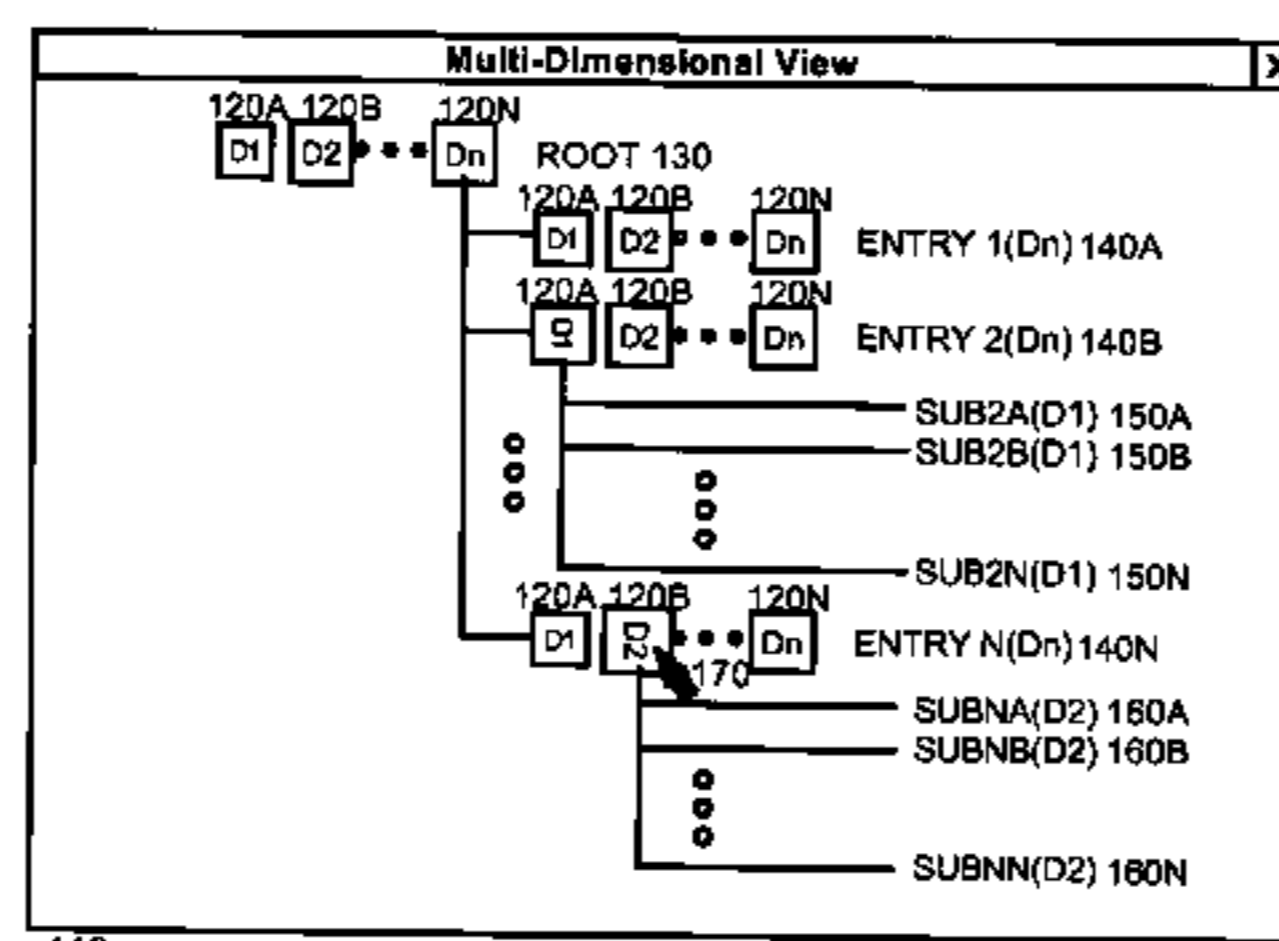 Multi-Dimensional View X
120A 120B 120N
D1 D2 Dn ROOT 130
120A 120B 120N
D1 D2 Dn ENTRY 1(Dn) 140A
120A 120B 120N
D1 D2 Dn ENTRY 2(Dn) 140B
SUB2A(D1) 150A
SUB2B(D1) 150B
SUB2N(D1) 150N
120A 120B 120N
D1 D2 Dn ENTRY N(Dn) 140N
170
SUBNA(D2) 160A
SUBNB(D2) 160B
SUBNN(D2) 160N